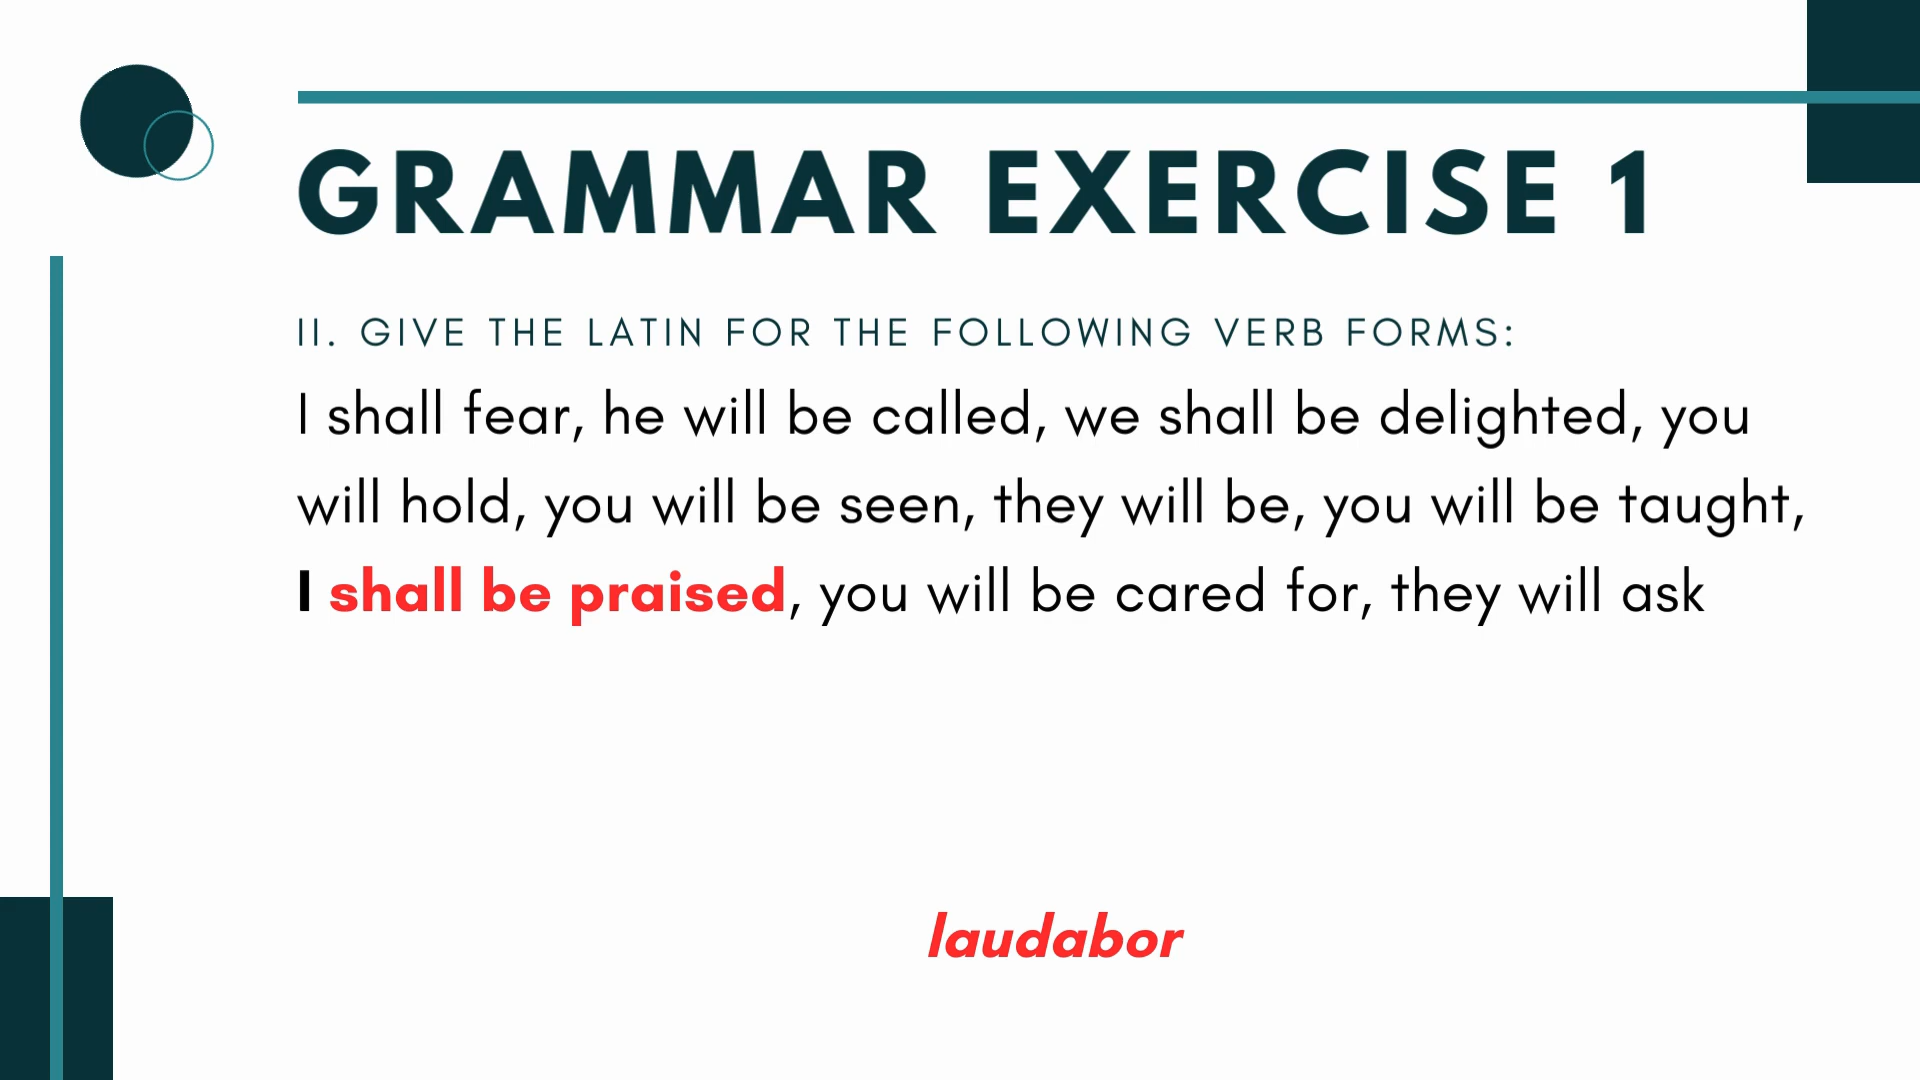 GRAMMAR EXERCISE 1
II. GIVE THE LATIN FOR THE FOLLOWING VERB FORMS:
I shall fear, he will be called, we shall be delighted, you
will hold, you will be seen, they will be, you will be taught,
I shall be praised, you will be cared for, they will ask
laudabor